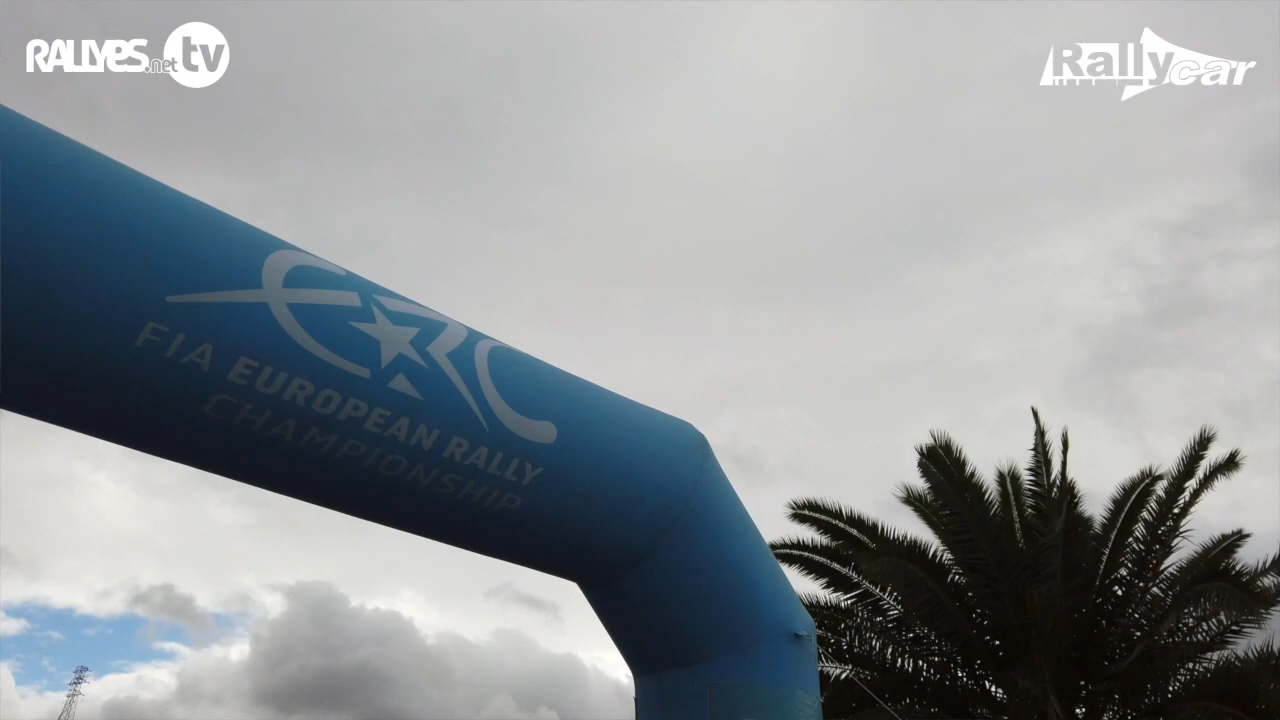 RALLYES.net tv
Rallycar
ERC
FIA EUROPEAN RALLY
CHAMPIONSHIP